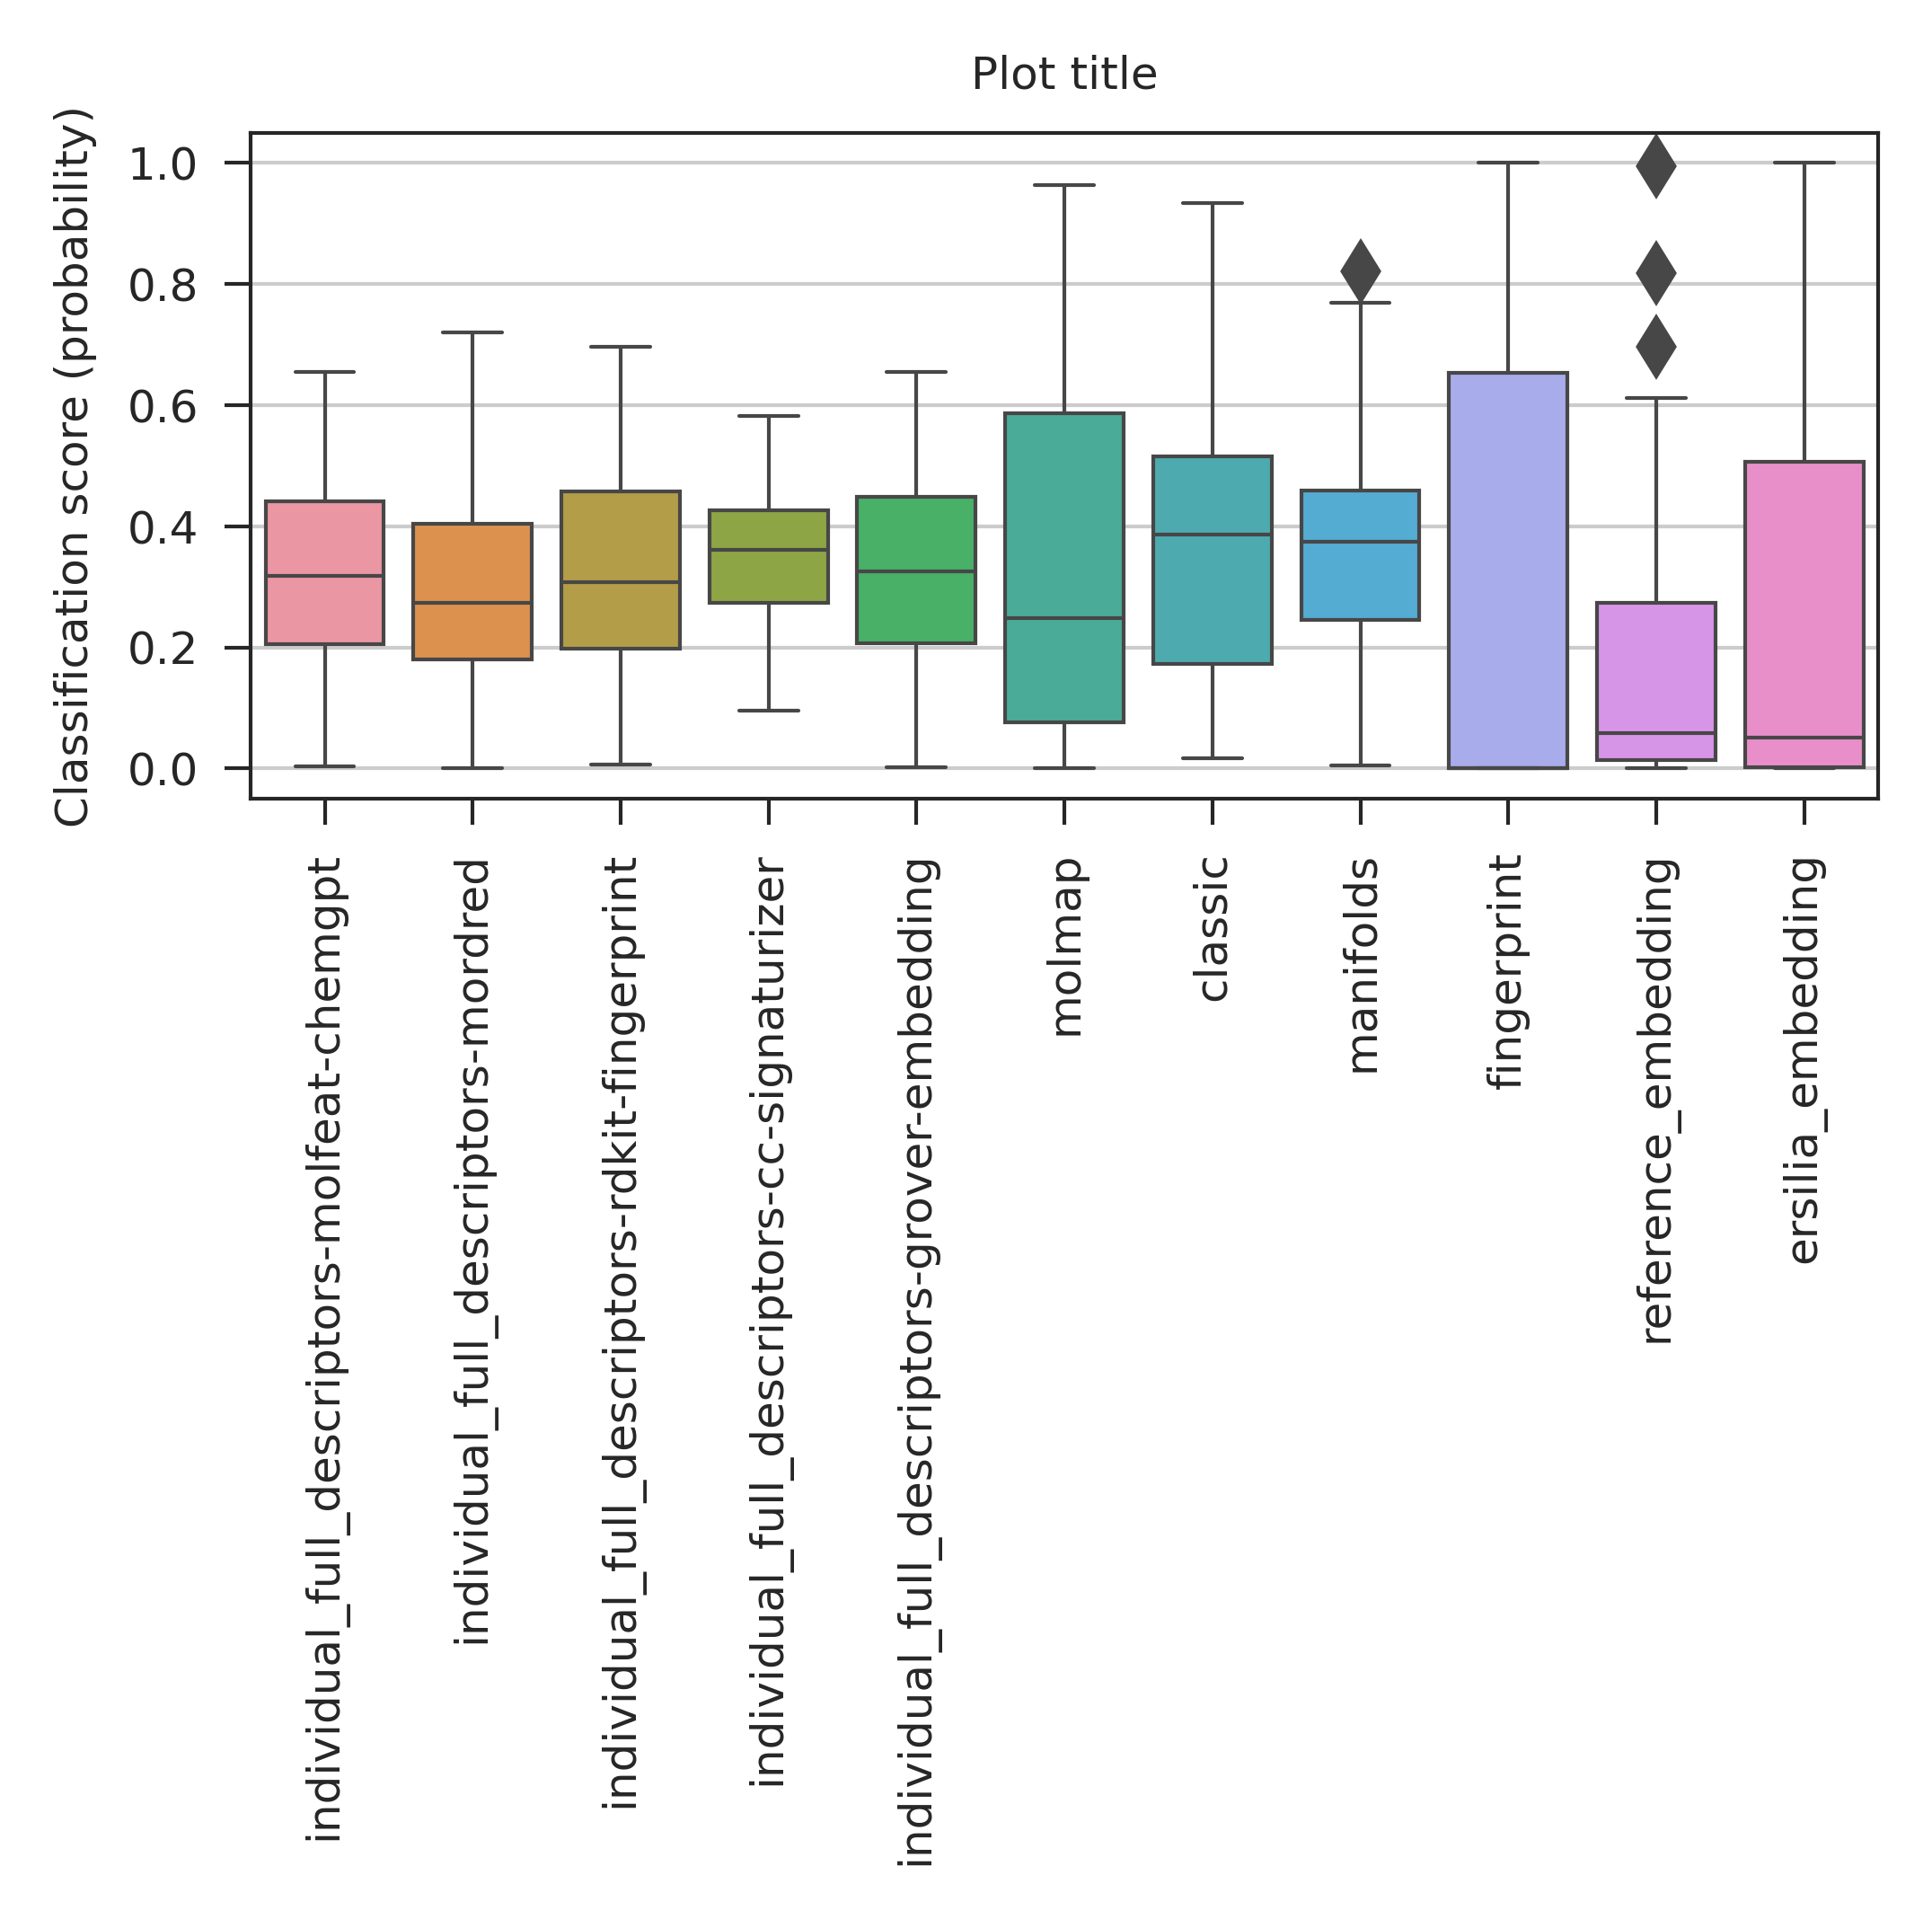 Plot title
Classification score (probability)
1.0
0.8
0.6
0.4
0.2
0.0
individual_full_descriptors-molfeat-chemgpt
individual_full_descriptors-mordred
individual_full_descriptors-rdkit-fingerprint
individual_full_descriptors-cc-signaturizer
individual_full_descriptors-grover-embedding
molmap
classic
manifolds
fingerprint
reference_embedding
ersilia_embedding